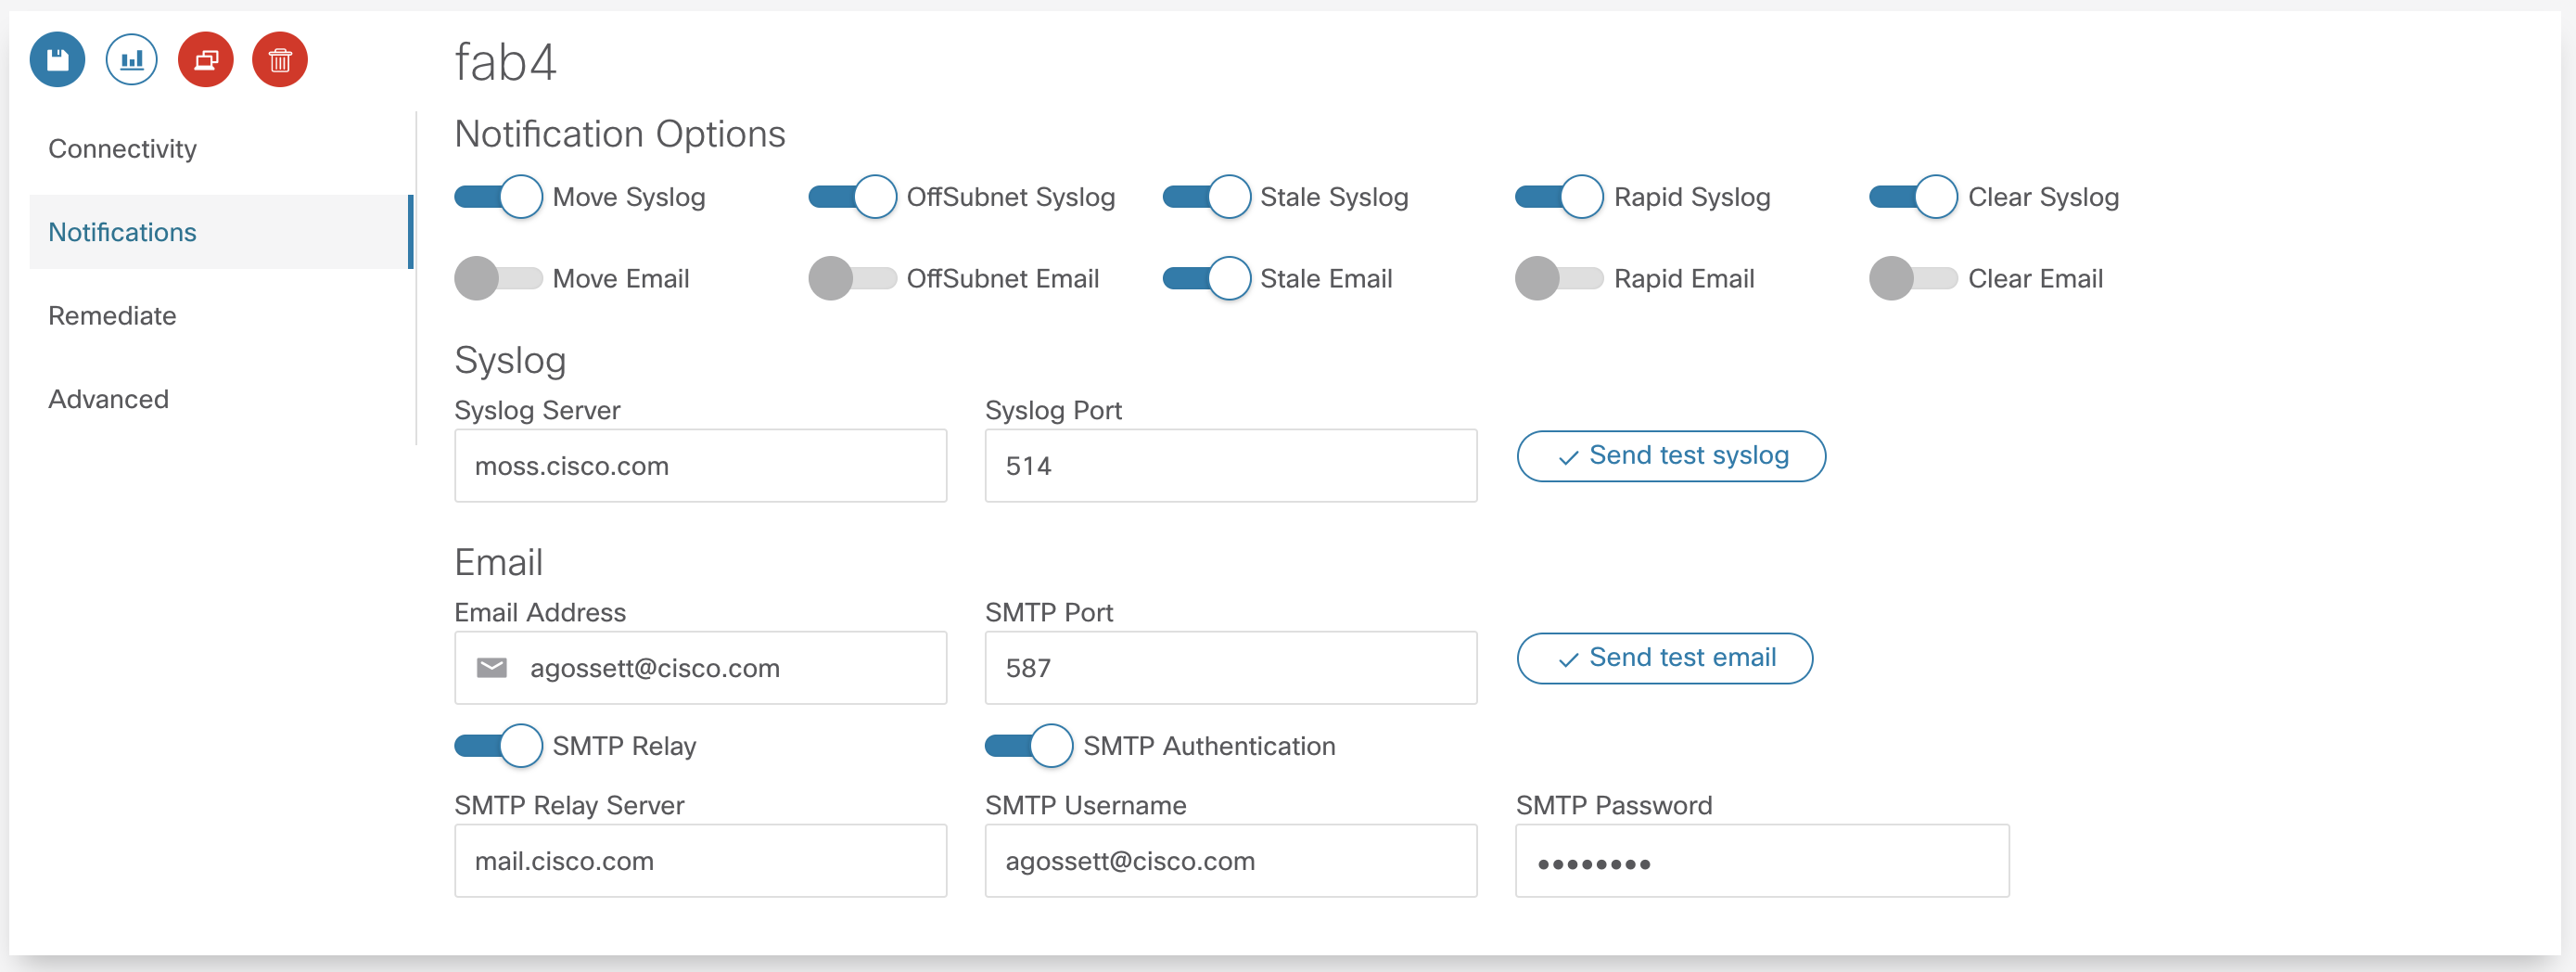 fab4
Connectivity
Notifications
Remediate
Advanced
Notification Options
Move Syslog OffSubnet Syslog Stale Syslog Rapid Syslog Clear Syslog
Move Email OffSubnet Email Stale Email Rapid Email Clear Email
Syslog
Syslog Server Syslog Port
moss.cisco.com 514 Send test syslog
Email
Email Address SMTP Port
agossett@cisco.com 587 Send test email
SMTP Relay SMTP Authentication
SMTP Relay Server SMTP Username SMTP Password
mail.cisco.com agossett@cisco.com ••••••••